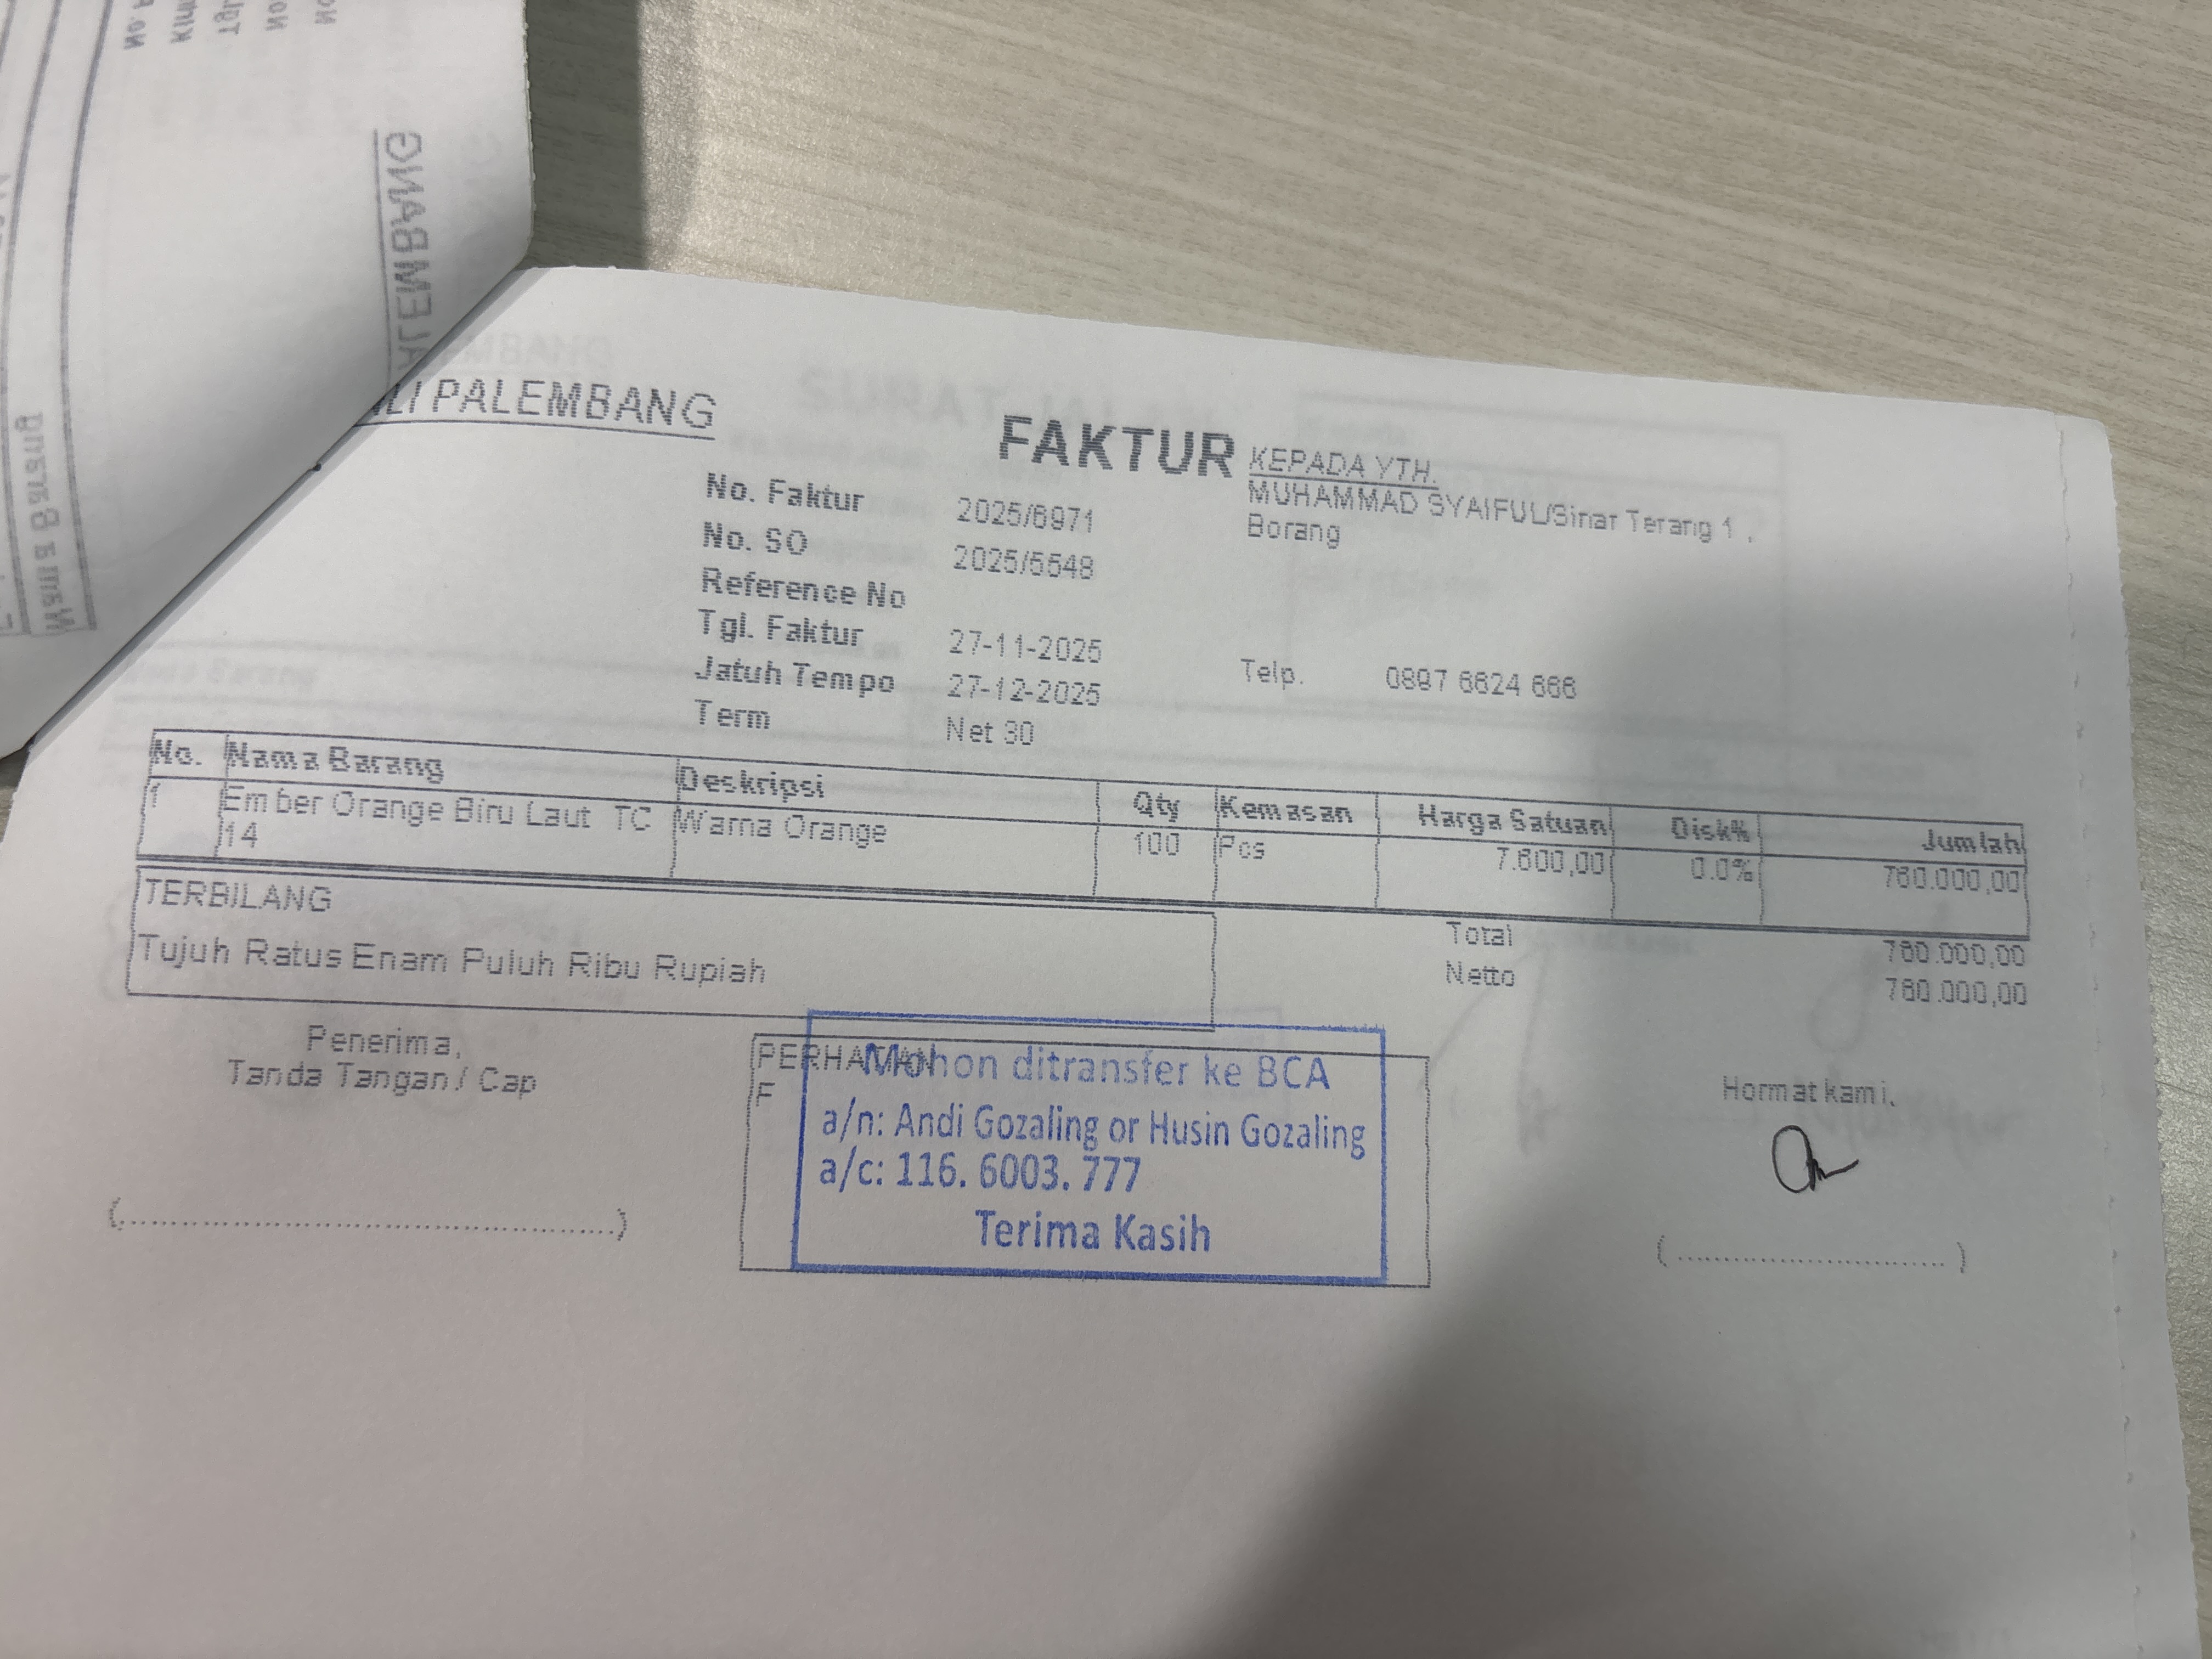 LI PALEMBANG
FAKTUR
No. Faktur 2025/6971
No. SO 2025/5548
Reference No
Tgl. Faktur 27-11-2025
Jatuh Tempo 27-12-2025
Term Net 30
KEPADA YTH.
MUHAMMAD SYAIFUL/Sinar Terang 1 ,
Borang
Telp. 0897 6624 666
No. Nama Barang Deskripsi Qty Kemasan Harga Satuan Disk% Jumlah
1 Ember Orange Biru Laut TC Warna Orange 100 Pcs 7.600,00 0.0% 760.000,00
14
TERBILANG
Tujuh Ratus Enam Puluh Ribu Rupiah
Total 760.000,00
Netto 760.000,00
Penerima,
Tanda Tangan / Cap
(..................................................)
PERHATIAN
F
Mohon ditransfer ke BCA
a/n: Andi Gozaling or Husin Gozaling
a/c: 116. 6003. 777
Terima Kasih
Hormat kami,
(............................)